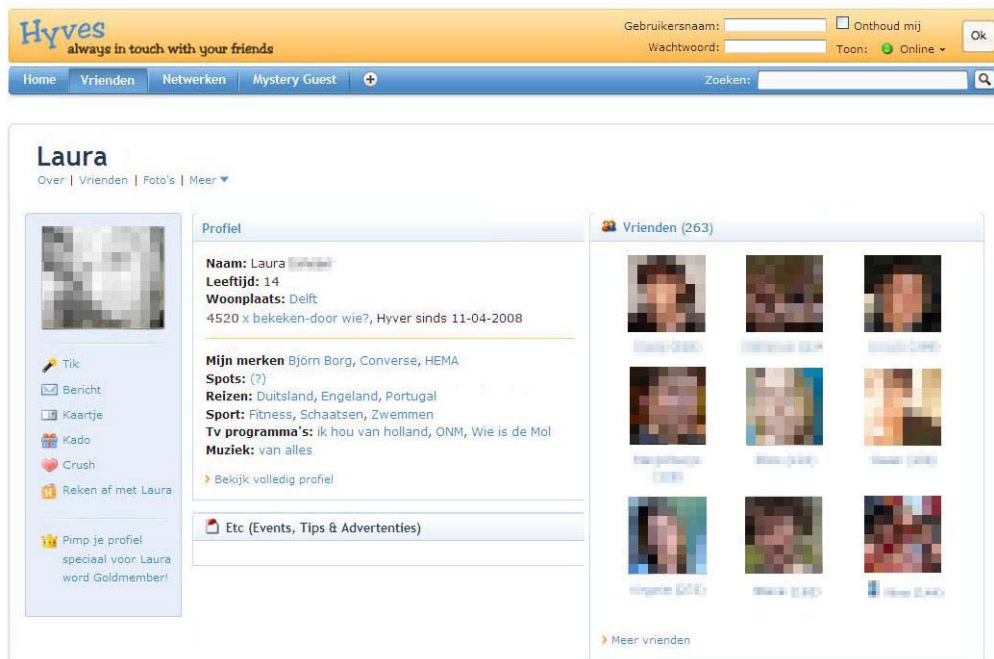 Hyves
always in touch with your friends
Gebruikersnaam:
Onthoud mij
Ok
Wachtwoord:
Toon: Online
Home Vrienden Netwerken Mystery Guest
Zoeken:
Laura
Over | Vrienden | Foto's | Meer
Tik
Bericht
Kaartje
Kado
Crush
Reken af met Laura
Pimp je profiel
speciaal voor Laura
word Goldmember!
Profiel
Naam: Laura
Leeftijd: 14
Woonplaats: Delft
4520 x bekeken-door wie?, Hyver sinds 11-04-2008
Mijn merken Björn Borg, Converse, HEMA
Spots: (?)
Reizen: Duitsland, Engeland, Portugal
Sport: Fitness, Schaatsen, Zwemmen
Tv programma's: ik hou van holland, ONM, Wie is de Mol
Muziek: van alles
Bekijk volledig profiel
Etc (Events, Tips & Advertenties)
Vrienden (263)
Meer vrienden